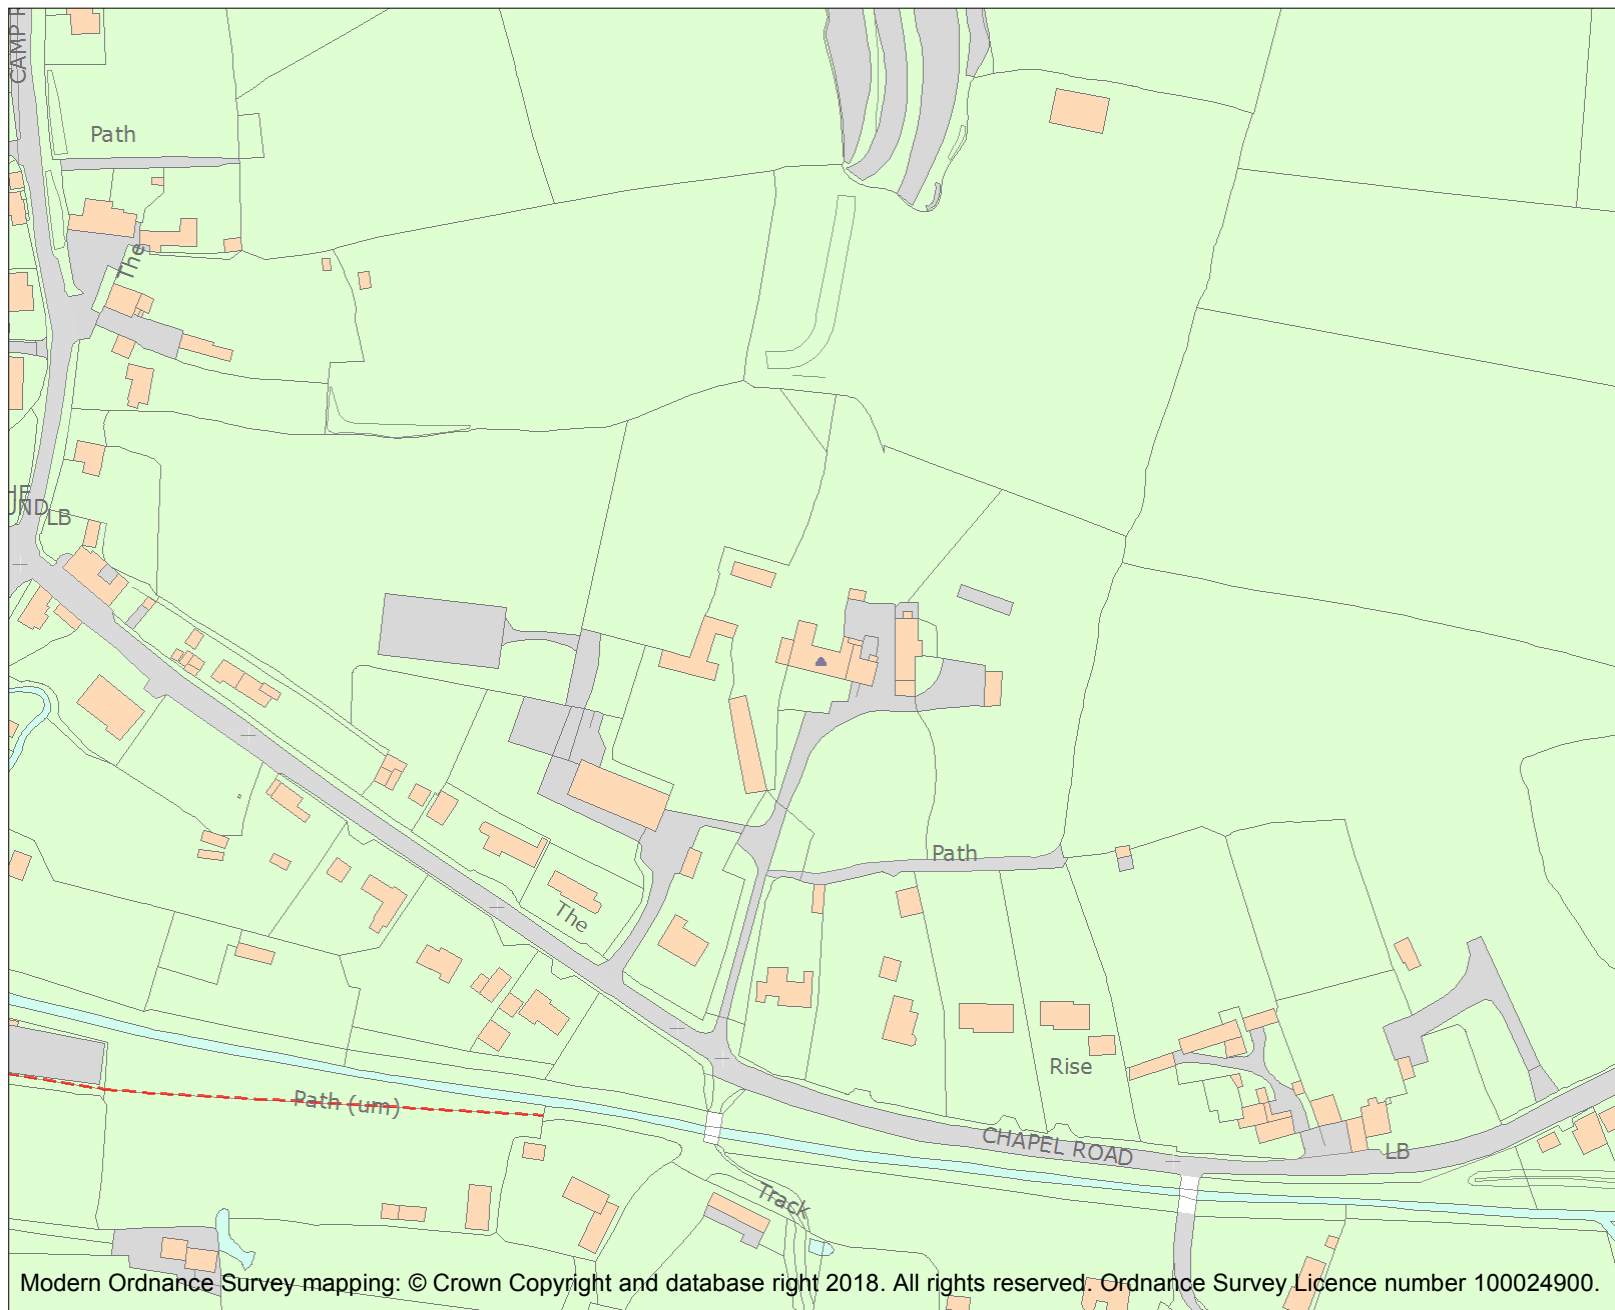 Path
The
LB
Path
The
Rise
Path (um)
CHAPEL ROAD
LB
Track
Modern Ordnance Survey mapping: © Crown Copyright and database right 2018. All rights reserved. Ordnance Survey Licence number 100024900.